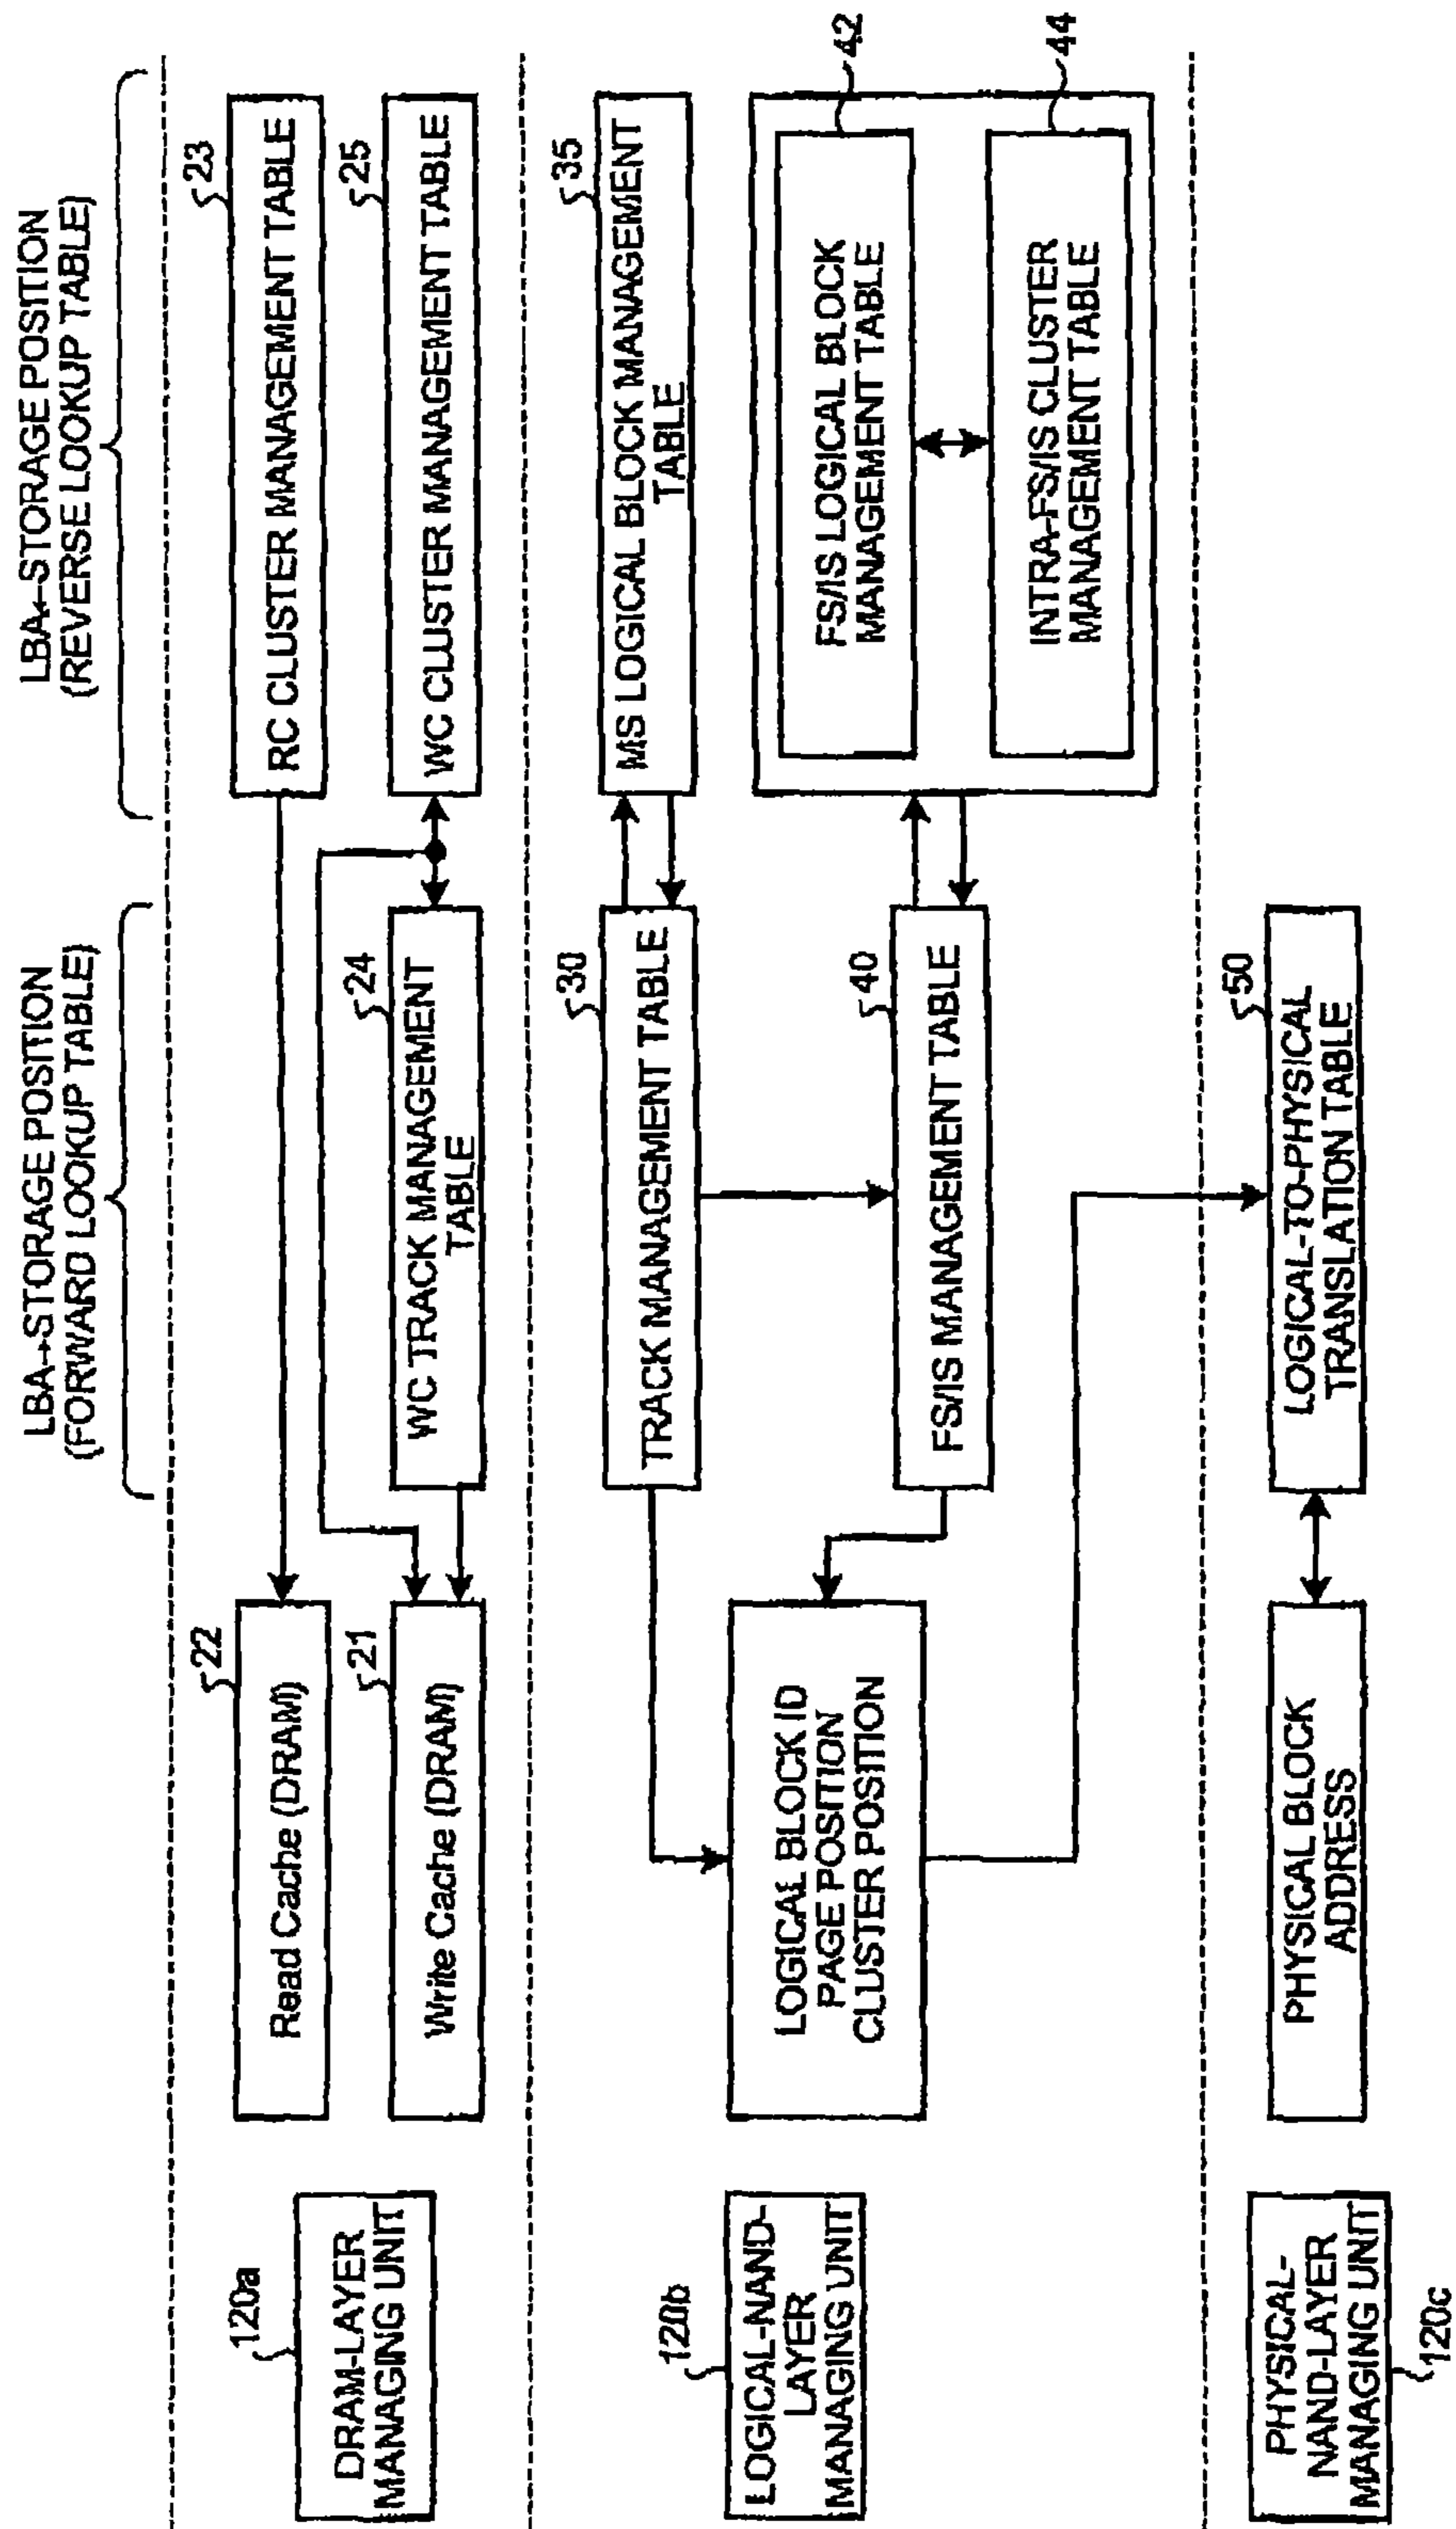 LBA→STORAGE POSITION
(FORWARD LOOKUP TABLE)
LBA←STORAGE POSITION
(REVERSE LOOKUP TABLE)
120a
DRAM-LAYER
MANAGING UNIT
22
Read Cache (DRAM)
23
RC CLUSTER MANAGEMENT TABLE
21
Write Cache (DRAM)
24
WC TRACK MANAGEMENT
TABLE
25
WC CLUSTER MANAGEMENT TABLE
120b
LOGICAL-NAND-
LAYER
MANAGING UNIT
30
TRACK MANAGEMENT TABLE
35
MS LOGICAL BLOCK MANAGEMENT
TABLE
LOGICAL BLOCK ID
PAGE POSITION
CLUSTER POSITION
40
FS/IS MANAGEMENT TABLE
FS/IS LOGICAL BLOCK
MANAGEMENT TABLE
42
INTRA-FS/IS CLUSTER
MANAGEMENT TABLE
44
PHYSICAL-
NAND-LAYER
MANAGING UNIT
120c
PHYSICAL BLOCK
ADDRESS
50
LOGICAL-TO-PHYSICAL
TRANSLATION TABLE